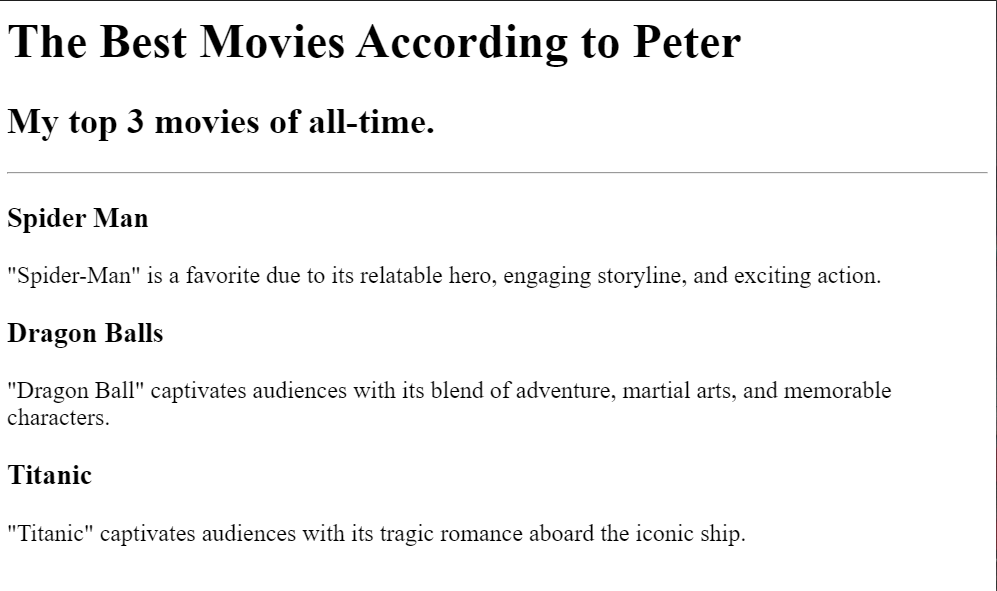 The Best Movies According to Peter
My top 3 movies of all-time.
Spider Man
"Spider-Man" is a favorite due to its relatable hero, engaging storyline, and exciting action.
Dragon Balls
"Dragon Ball" captivates audiences with its blend of adventure, martial arts, and memorable
characters.
Titanic
"Titanic" captivates audiences with its tragic romance aboard the iconic ship.